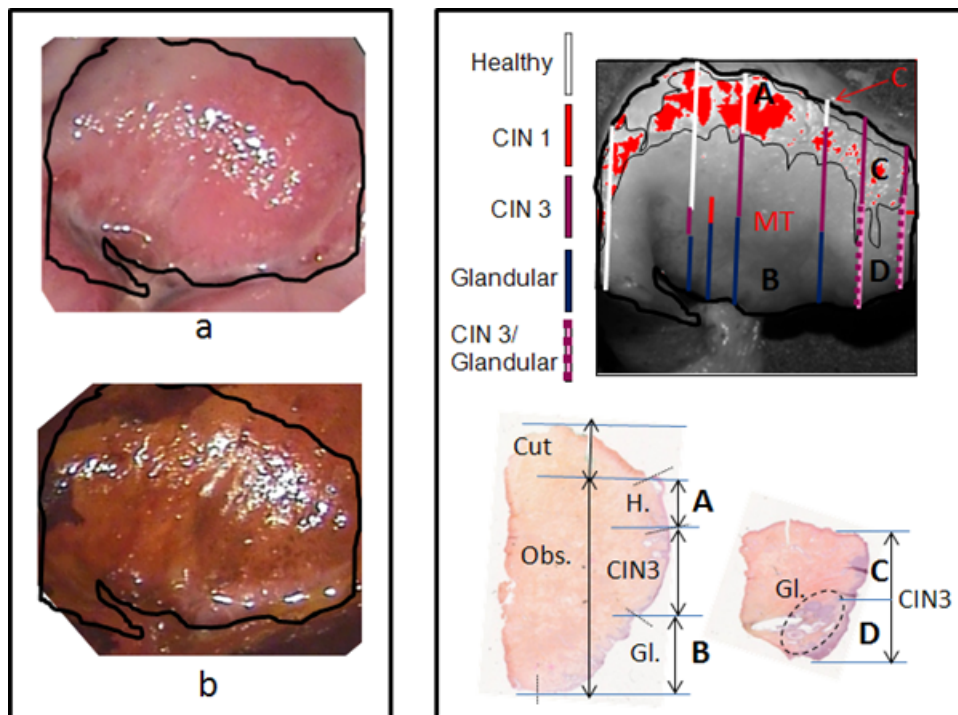 a
b
Healthy
CIN 1
CIN 3
Glandular
CIN 3/
Glandular
A
C
C
MT
B
D
Cut
H.
A
Obs.
CIN3
Gl.
B
Gl.
C
CIN3
D